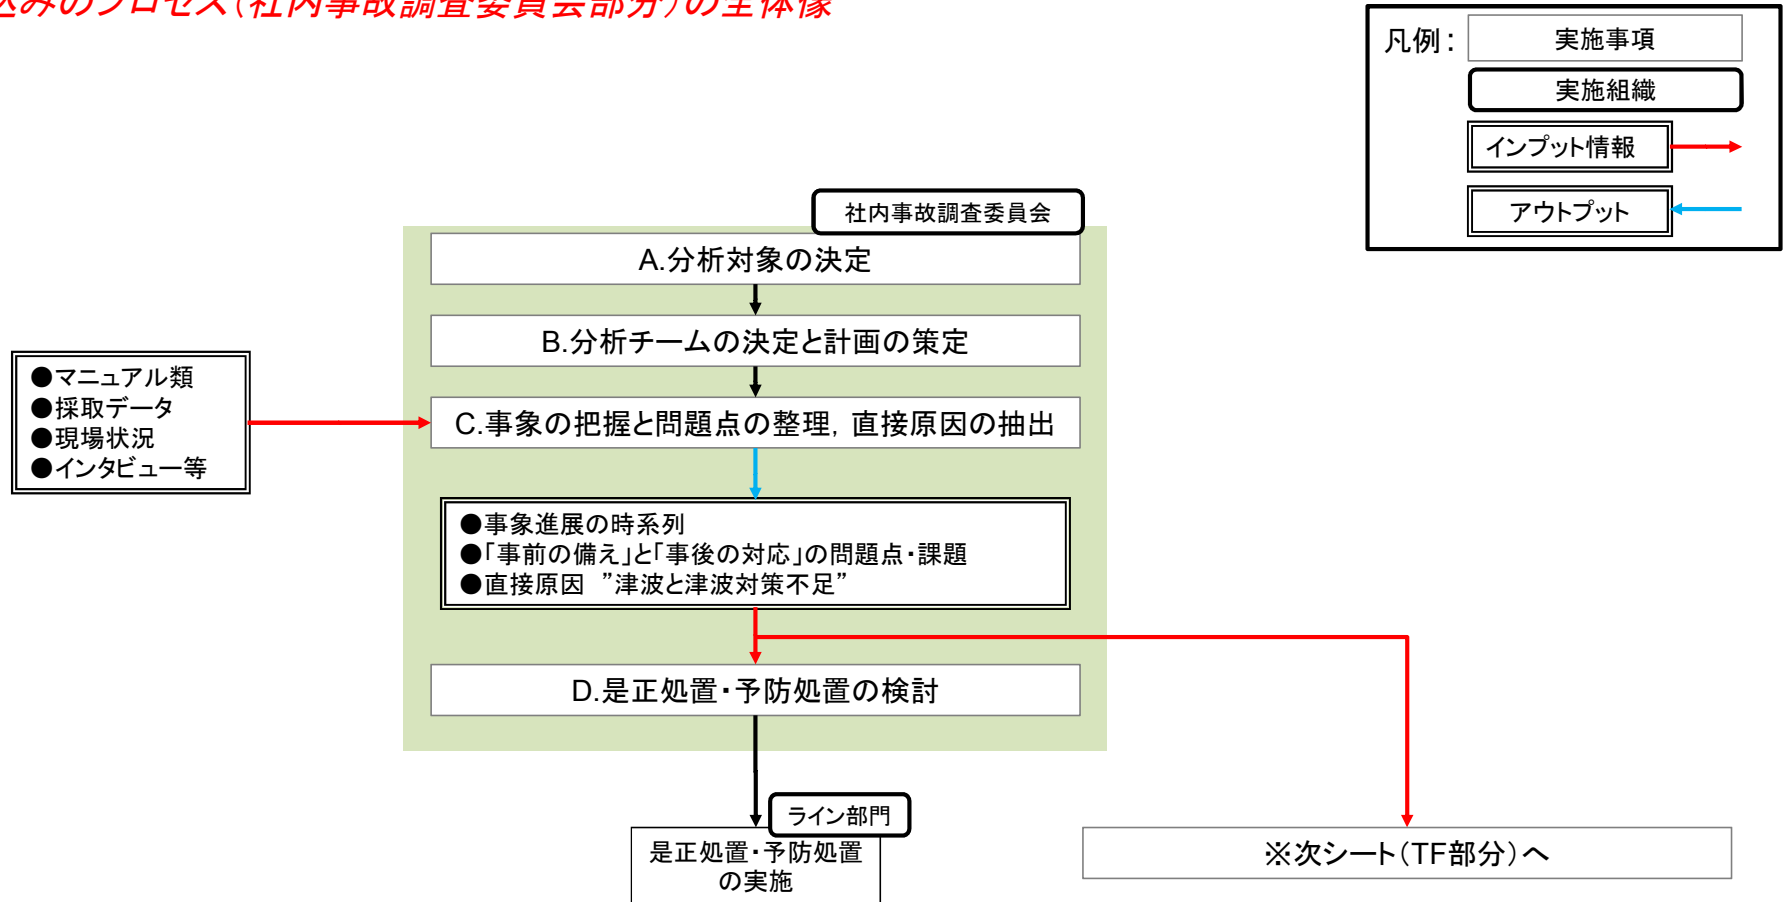 込みのプロセス(社内事故調査委員会部分)の全体像
凡例:
実施事項
実施組織
インプット情報
アウトプット
社内事故調査委員会
A.分析対象の決定
B.分析チームの決定と計画の策定
●マニュアル類
●採取データ
●現場状況
●インタビュー等
C.事象の把握と問題点の整理,直接原因の抽出
●事象進展の時系列
●「事前の備え」と「事後の対応」の問題点・課題
●直接原因 ”津波と津波対策不足”
D.是正処置・予防処置の検討
ライン部門
是正処置・予防処置
の実施
※次シート(TF部分)へ